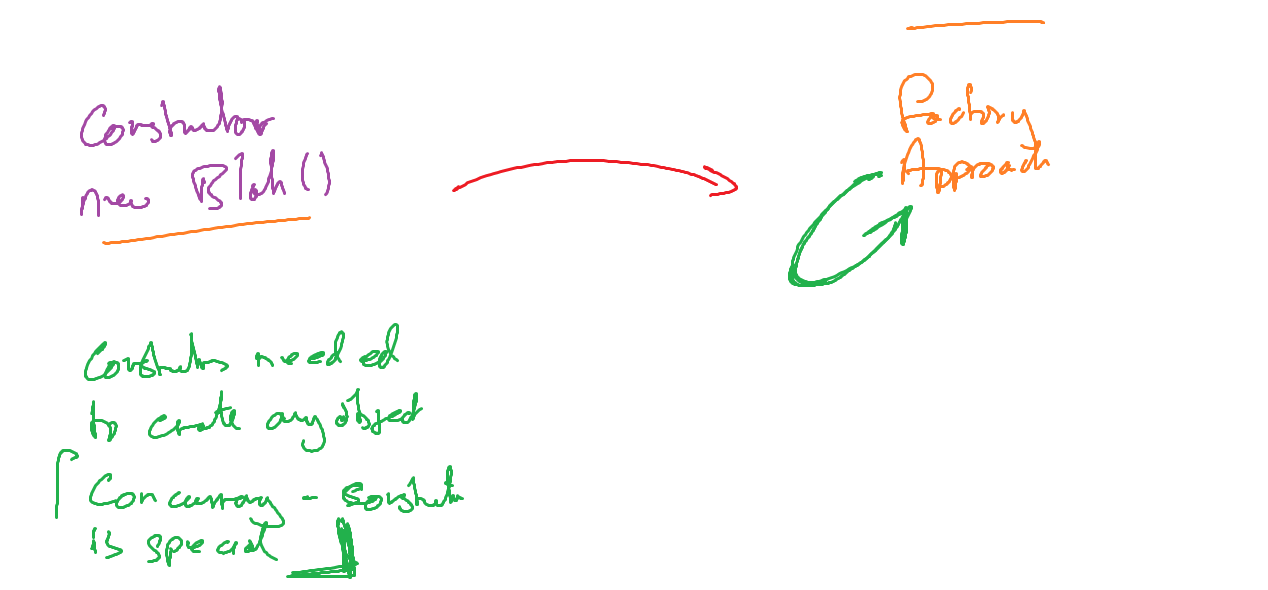 Constructor
new Blah()
Factory
Approach
Constructors needed
to create any object
Concurrency - constructor
is special